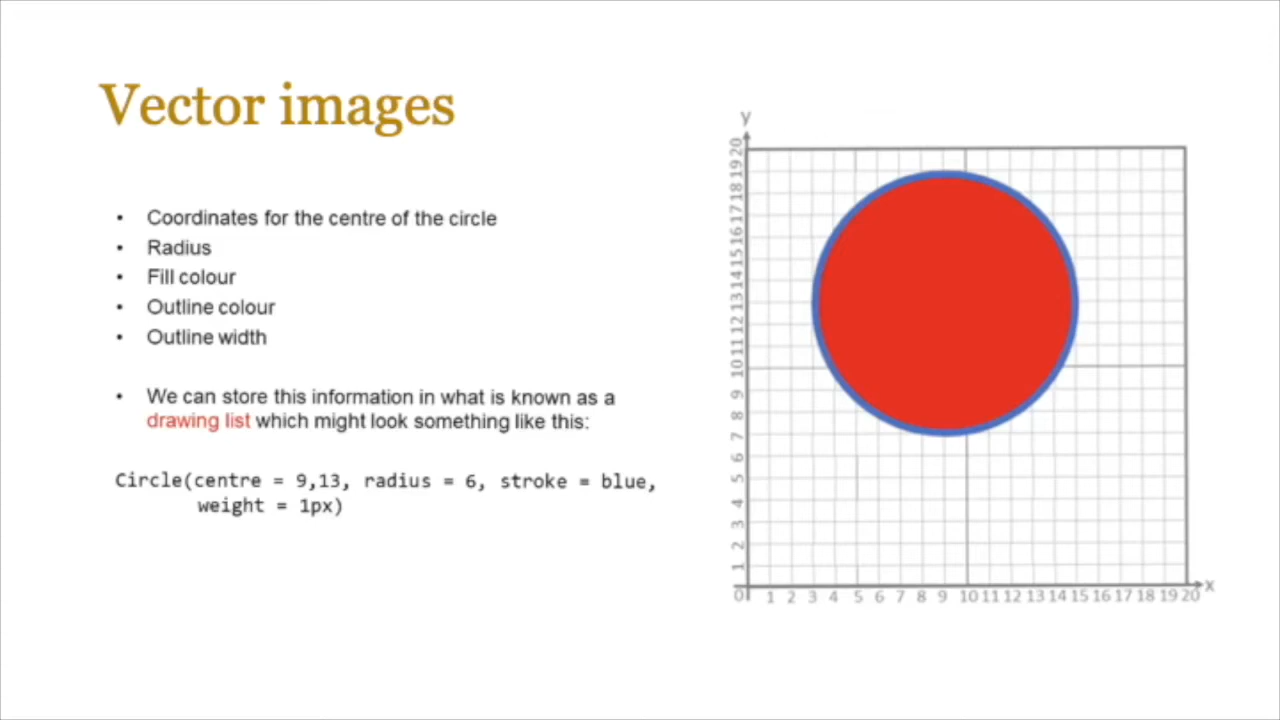 Vector images
• Coordinates for the centre of the circle
• Radius
• Fill colour
• Outline colour
• Outline width
• We can store this information in what is known as a
drawing list which might look something like this:
Circle(centre = 9,13, radius = 6, stroke = blue,
weight = 1px)
y
20
19
18
17
16
15
14
13
12
11
10
9
8
7
6
5
4
3
2
1
0 1 2 3 4 5 6 7 8 9 10 11 12 13 14 15 16 17 18 19 20 x